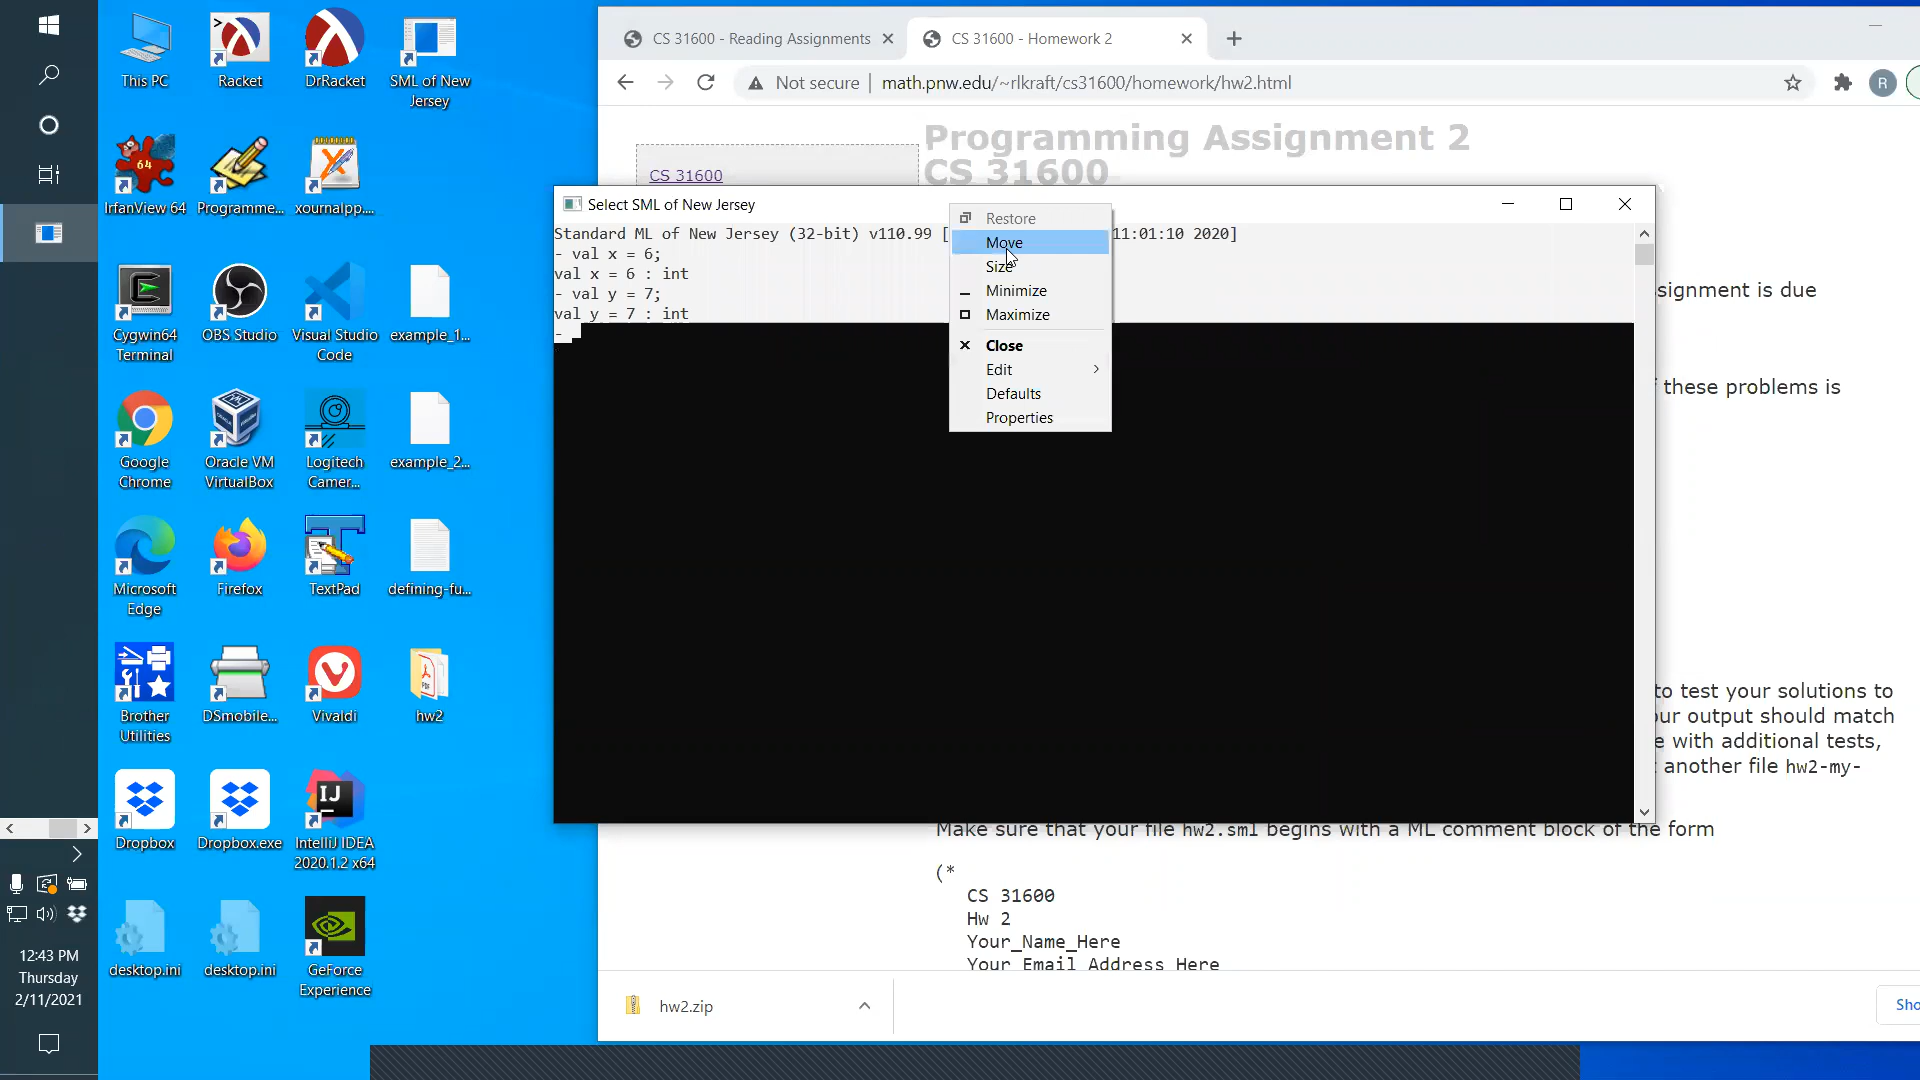 This PC
Racket
DrRacket
SML of New
Jersey
64
IrfanView 64
Programme...
xournalpp....
Cygwin64
Terminal
OBS Studio
Visual Studio
Code
example_1...
Google
Chrome
Oracle VM
VirtualBox
Logitech
Camer...
example_2...
Microsoft
Edge
Firefox
TextPad
defining-fu...
Brother
Utilities
DSmobile...
Vivaldi
PDF
hw2
Dropbox
Dropbox.exe
IJ
IntelliJ IDEA
2020.1.2 x64
desktop.ini
desktop.ini
GeForce
Experience
12:43 PM
Thursday
2/11/2021
CS 31600 - Reading Assignments
CS 31600 - Homework 2
Not secure | math.pnw.edu/~rlkraft/cs31600/homework/hw2.html
R
Programming Assignment 2
CS 31600
CS 31600
Select SML of New Jersey
Standard ML of New Jersey (32-bit) v110.99 [ 11:01:10 2020]
- val x = 6;
val x = 6 : int
- val y = 7;
val y = 7 : int
-
Restore
Move
Size
Minimize
Maximize
Close
Edit
Defaults
Properties
signment is due
these problems is
to test your solutions to
our output should match
e with additional tests,
another file hw2-my-
Make sure that your file hw2.sml begins with a ML comment block of the form
(*
CS 31600
Hw 2
Your_Name_Here
Your Email Address Here
hw2.zip
Sho